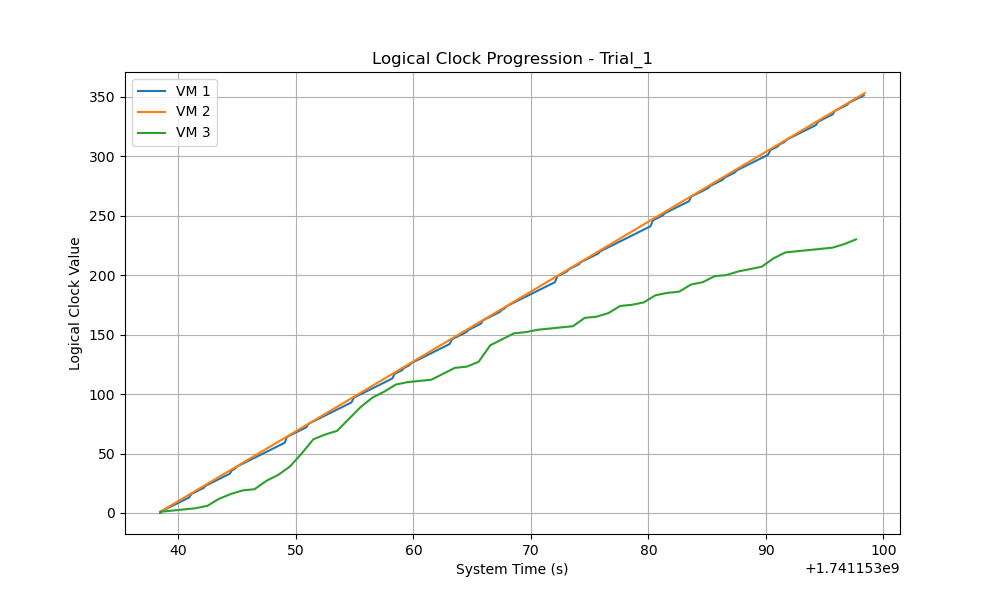 Logical Clock Progression - Trial_1
VM 1
VM 2
VM 3
Logical Clock Value
350
300
250
200
150
100
50
0
40
50
60
70
80
90
100
System Time (s)
+1.741153e9